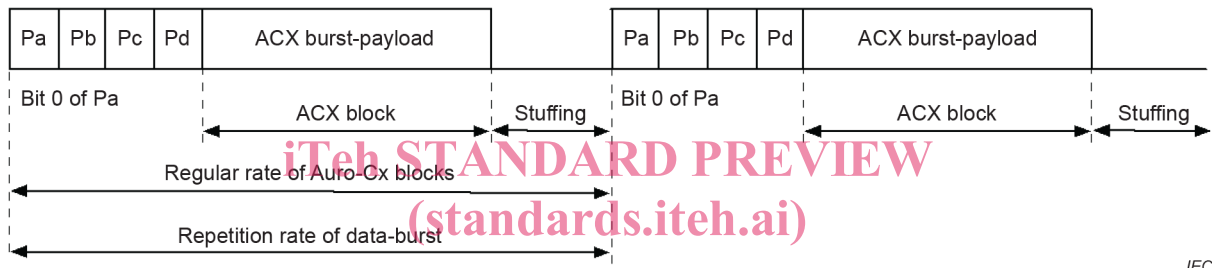 Pa Pb Pc Pd ACX burst-payload Pa Pb Pc Pd ACX burst-payload
Bit 0 of Pa Bit 0 of Pa
ACX block Stuffing ACX block Stuffing
iTeh STANDARD PREVIEW
Regular rate of Auro-Cx blocks
(standards.iteh.ai)
Repetition rate of data-burst
IEC